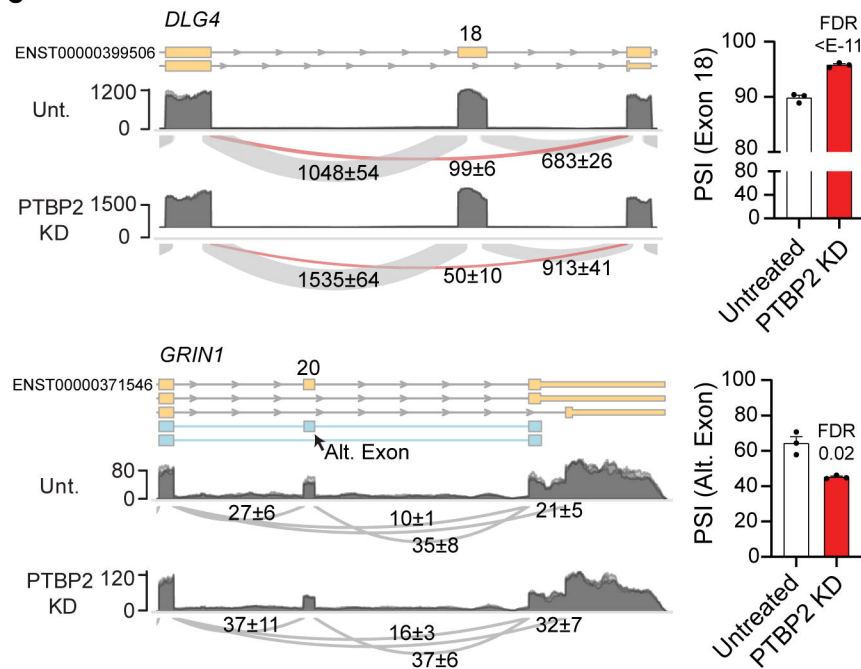 DLG4
18
ENST00000399506
Unt.
1200
0
1048±54
99±6
683±26
PTBP2
KD
1500
0
1535±64
50±10
913±41
FDR
<E-11
PSI (Exon 18)
100
90
80
80
40
0
Untreated
PTBP2 KD
GRIN1
20
ENST00000371546
Alt. Exon
Unt.
80
0
27±6
10±1
21±5
35±8
PTBP2
KD
120
0
37±11
16±3
32±7
37±6
PSI (Alt. Exon)
100
80
60
40
20
0
FDR
0.02
Untreated
PTBP2 KD